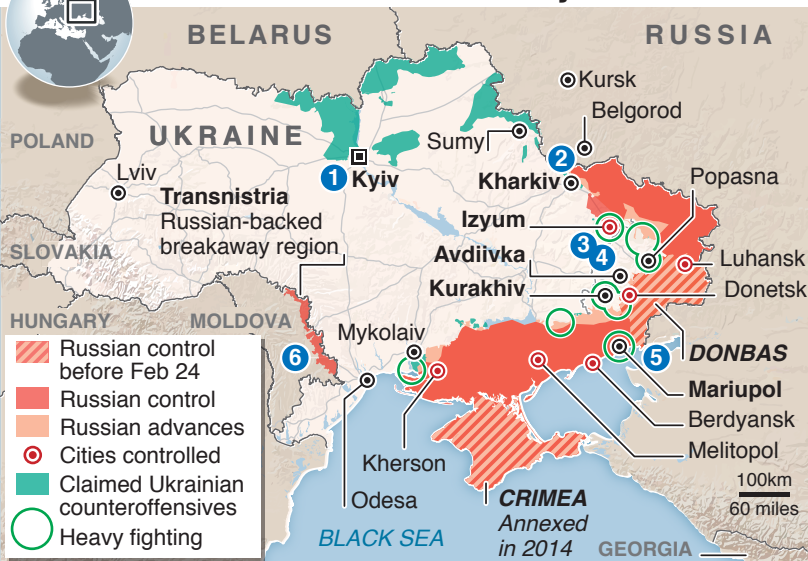 BELARUS
RUSSIA
Kursk
Belgorod
POLAND
UKRAINE
Sumy
2
Lviv
1
Kyiv
Kharkiv
Popasna
Transnistria
Russian-backed
breakaway region
Izyum
SLOVAKIA
3
4
Avdiivka
Luhansk
Kurakhiv
Donetsk
HUNGARY
MOLDOVA
Mykolaiv
6
5
DONBAS
Mariupol
Berdyansk
Melitopol
Kherson
Odesa
CRIMEA
Annexed
in 2014
BLACK SEA
GEORGIA
100km
60 miles
Russian control
before Feb 24
Russian control
Russian advances
Cities controlled
Claimed Ukrainian
counteroffensives
Heavy fighting